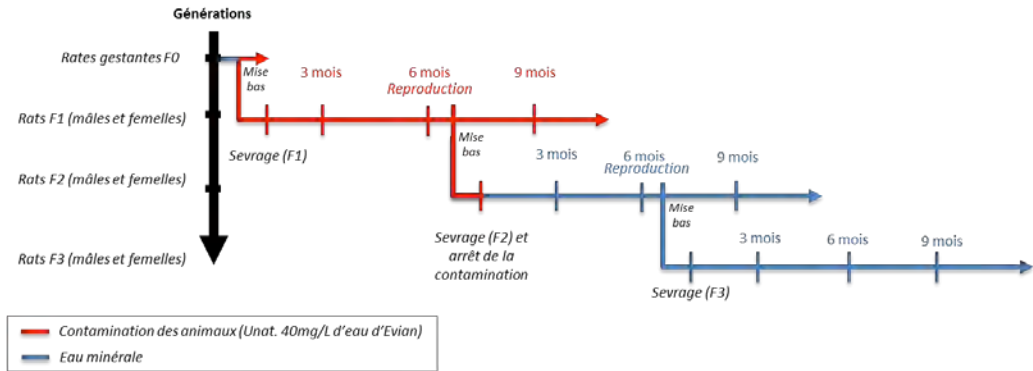 Générations
Rates gestantes F0
Mise
bas
3 mois
6 mois
Reproduction
9 mois
Rats F1 (mâles et femelles)
Sevrage (F1)
Mise
bas
3 mois
6 mois
Reproduction
9 mois
Rats F2 (mâles et femelles)
Mise
bas
Sevrage (F2) et
arrêt de la
contamination
3 mois
6 mois
9 mois
Rats F3 (mâles et femelles)
Sevrage (F3)
Contamination des animaux (Unat. 40mg/L d'eau d'Evian)
Eau minérale